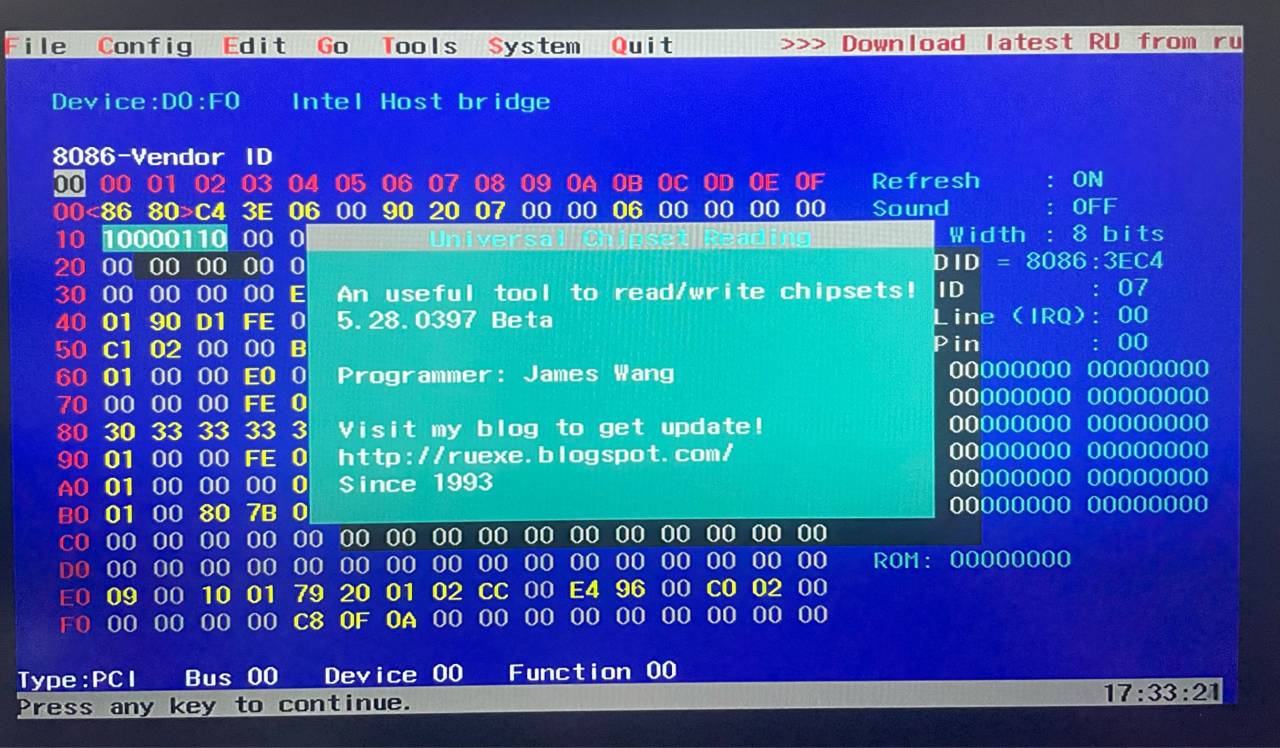 File Config Edit Go Tools System Quit >>> Download latest RU from ru
Device:D0:F0 Intel Host bridge
8086-Vendor ID
00 00 01 02 03 04 05 06 07 08 09 0A 0B 0C 0D 0E 0F Refresh : ON
00<86 80>C4 3E 06 00 90 20 07 00 00 06 00 00 00 00 Sound : OFF
10 10000110 00 0 Universal Chipset Reading Width : 8 bits
20 00 00 00 00 0 DID = 8086:3EC4
30 00 00 00 00 E An useful tool to read/write chipsets! ID : 07
40 01 90 D1 FE 0 5.28.0397 Beta Line (IRQ): 00
50 C1 02 00 00 B Pin : 00
60 01 00 00 E0 0 Programmer: James Wang 00000000 00000000
70 00 00 00 FE 0 00000000 00000000
80 30 33 33 33 3 Visit my blog to get update! 00000000 00000000
90 01 00 00 FE 0 http://ruexe.blogspot.com/ 00000000 00000000
A0 01 00 00 00 0 Since 1993 00000000 00000000
B0 01 00 80 7B 0 00000000 00000000
C0 00 00 00 00 00 00 00 00 00 00 00 00 00 00 00 00
D0 00 00 00 00 00 00 00 00 00 00 00 00 00 00 00 00 ROM: 00000000
E0 09 00 10 01 79 20 01 02 CC 00 E4 96 00 C0 02 00
F0 00 00 00 00 C8 0F 0A 00 00 00 00 00 00 00 00 00
Type:PCI Bus 00 Device 00 Function 00
Press any key to continue. 17:33:21